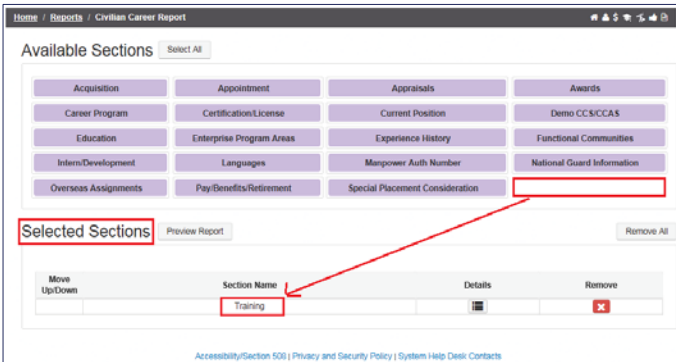 Home / Reports / Civilian Career Report
Available Sections Select All
Acquisition Appointment Appraisals Awards
Career Program Certification/License Current Position Demo CCS/CCAS
Education Enterprise Program Areas Experience History Functional Communities
Intern/Development Languages Manpower Auth Number National Guard Information
Overseas Assignments Pay/Benefits/Retirement Special Placement Consideration
Selected Sections Preview Report Remove All
Move Up/Down Section Name Details Remove
Training
Accessibility/Section 508 | Privacy and Security Policy | System Help Desk Contacts